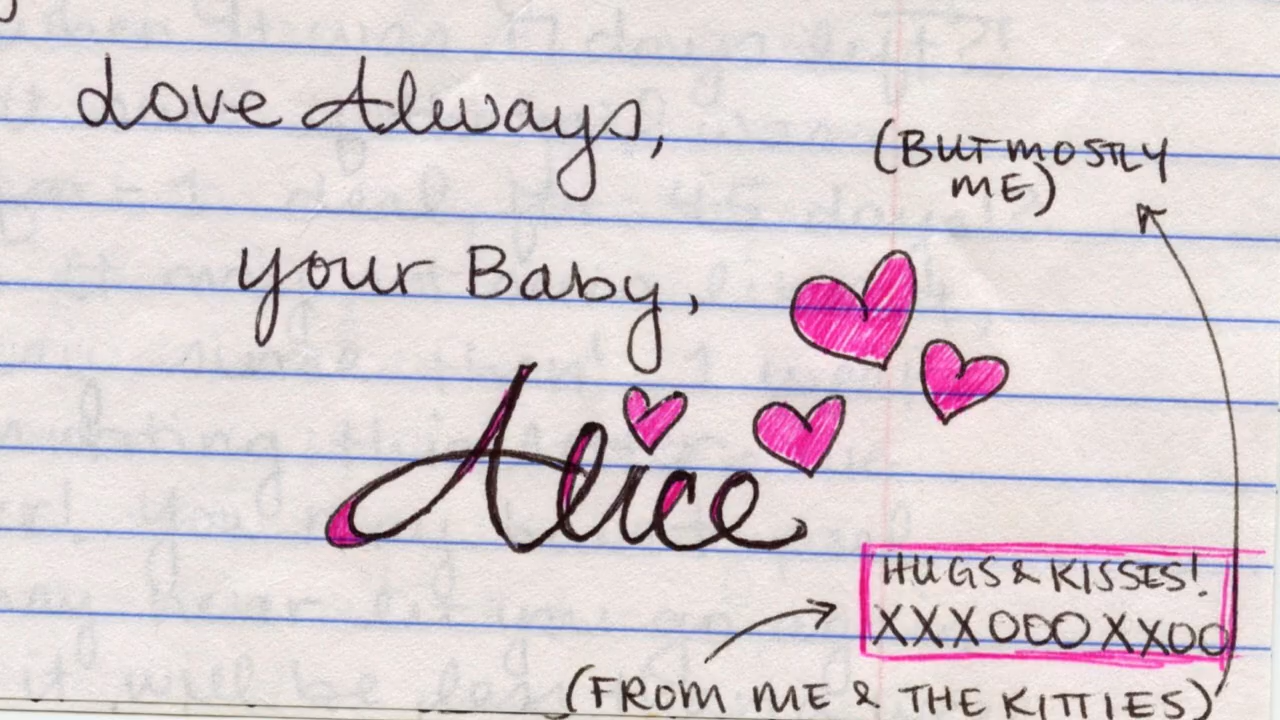 Love Always,
(BUT MOSTLY
ME)
your Baby,
Alice
HUGS & KISSES!
XXXOOOXXOO
(FROM ME & THE KITTIES)